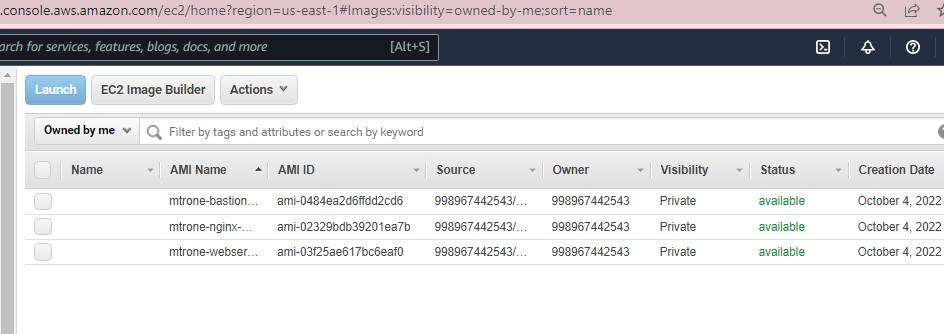 .console.aws.amazon.com/ec2/home?region=us-east-1#Images:visibility=owned-by-me;sort=name
arch for services, features, blogs, docs, and more [Alt+S]
Launch EC2 Image Builder Actions
Owned by me Filter by tags and attributes or search by keyword
Name AMI Name AMI ID Source Owner Visibility Status Creation Date
mtrone-bastion... ami-0484ea2d6ffdd2cd6 998967442543/... 998967442543 Private available October 4, 2022
mtrone-nginx-... ami-02329bdb39201ea7b 998967442543/... 998967442543 Private available October 4, 2022
mtrone-webser... ami-03f25ae617bc6eaf0 998967442543/... 998967442543 Private available October 4, 2022